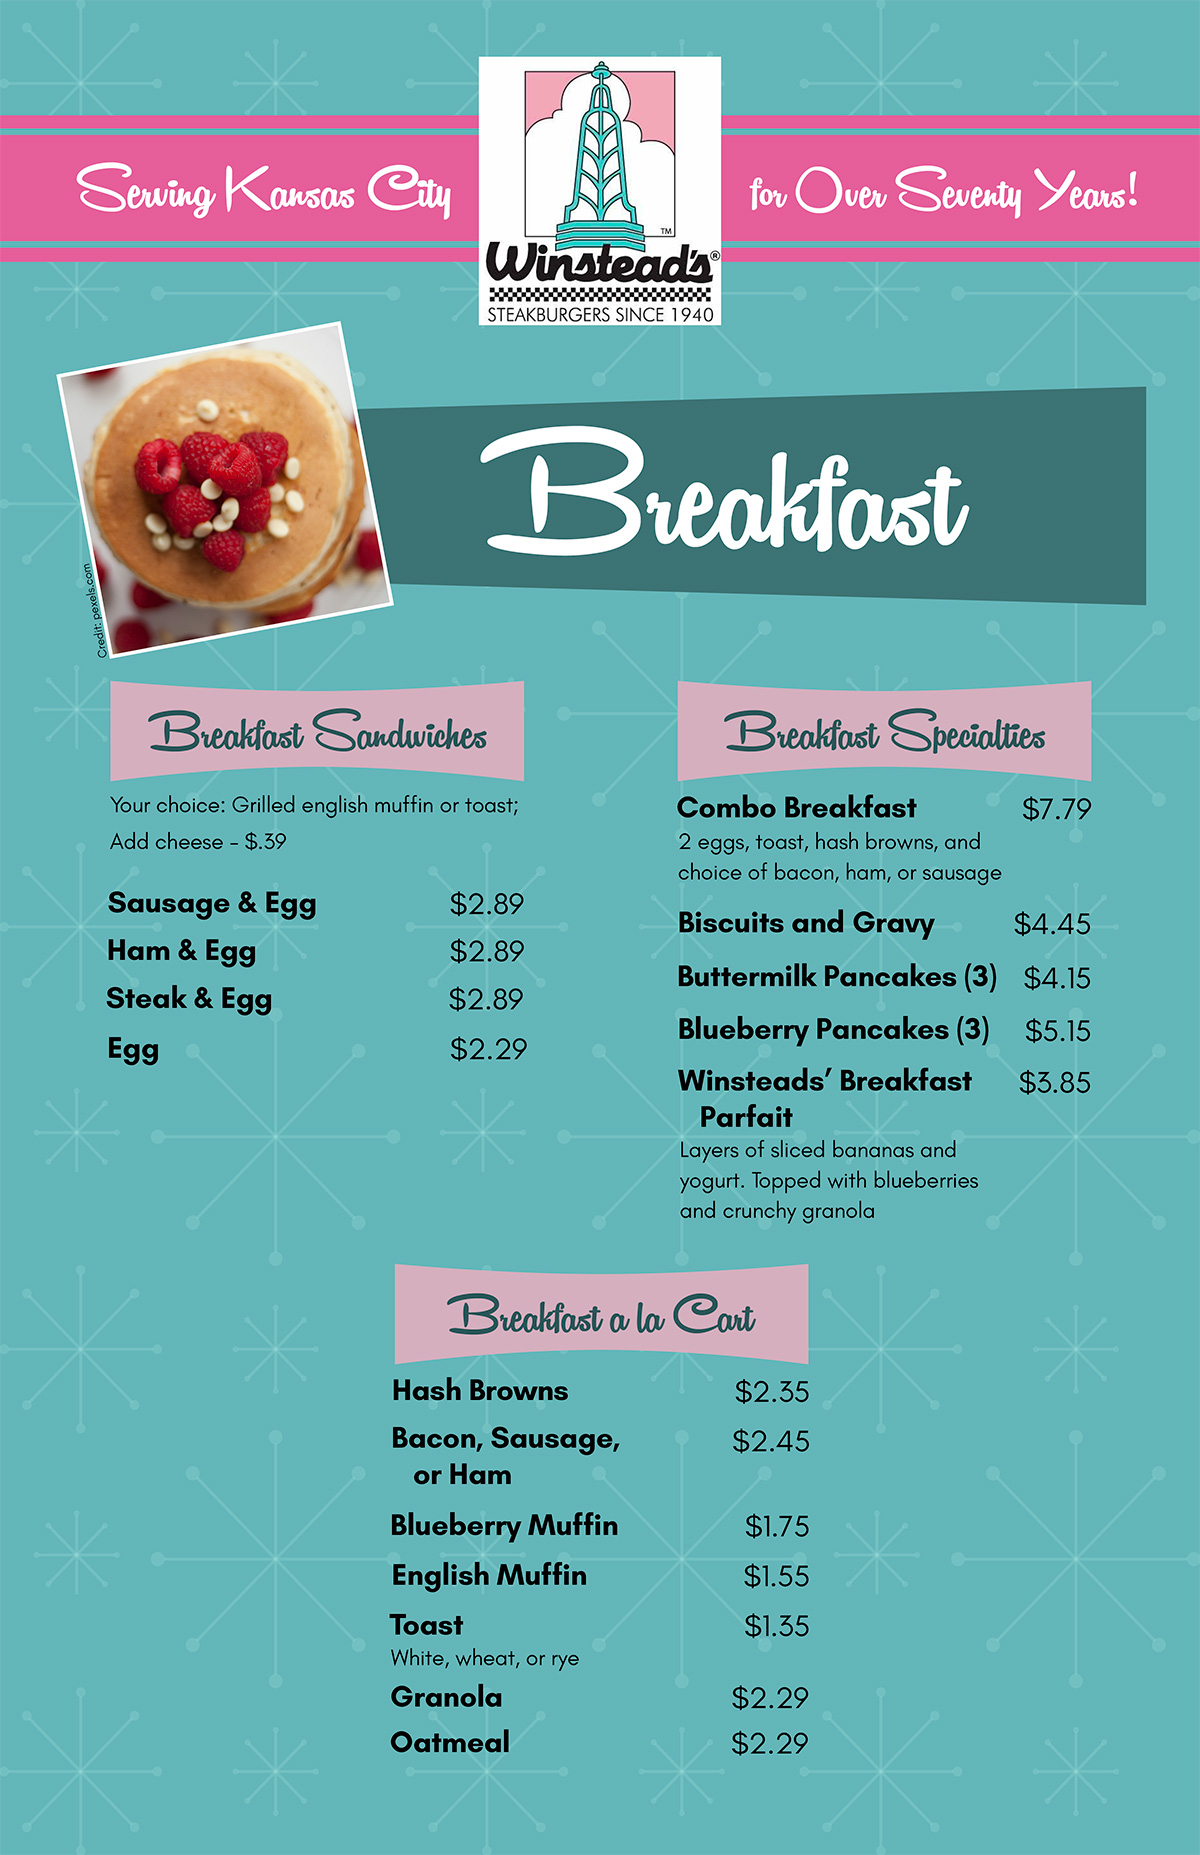 Serving Kansas City
for Over Seventy Years!
TM
Winstead's®
STEAKBURGERS SINCE 1940
Breakfast
Credit: pexels.com
Breakfast Sandwiches
Your choice: Grilled english muffin or toast;
Add cheese - $.39
Sausage & Egg $2.89
Ham & Egg $2.89
Steak & Egg $2.89
Egg $2.29
Breakfast Specialties
Combo Breakfast $7.79
2 eggs, toast, hash browns, and
choice of bacon, ham, or sausage
Biscuits and Gravy $4.45
Buttermilk Pancakes (3) $4.15
Blueberry Pancakes (3) $5.15
Winsteads’ Breakfast $3.85
Parfait
Layers of sliced bananas and
yogurt. Topped with blueberries
and crunchy granola
Breakfast a la Cart
Hash Browns $2.35
Bacon, Sausage, $2.45
or Ham
Blueberry Muffin $1.75
English Muffin $1.55
Toast $1.35
White, wheat, or rye
Granola $2.29
Oatmeal $2.29